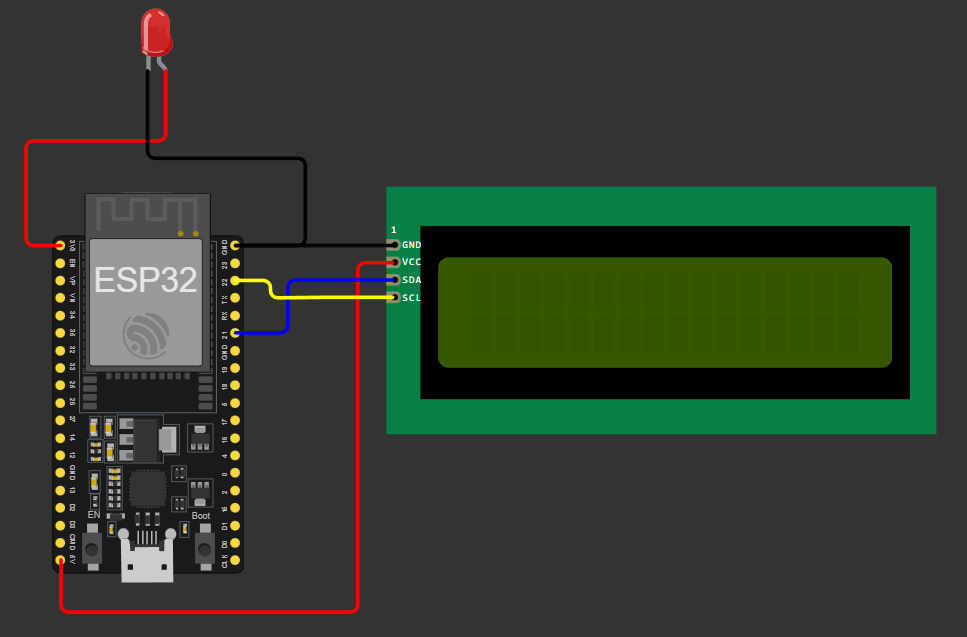 1
3V3
GND
GND
EN
23
VCC
VP
ESP32
22
SDA
VN
TX
SCL
34
RX
35
21
32
GND
33
19
25
18
26
5
27
17
14
16
12
4
GND
0
13
2
D2
15
EN
Boot
D3
D1
CMD
D0
5V
CLK